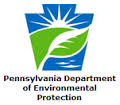 Pennsylvania Department
of Environmental
Protection